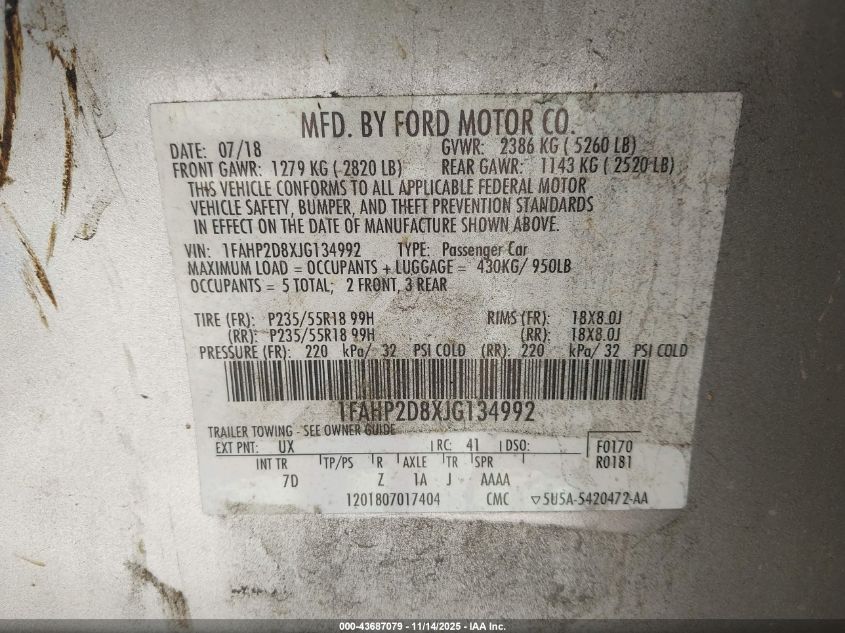 MFD. BY FORD MOTOR CO.
DATE: 07/18 GVWR: 2386 KG ( 5260 LB)
FRONT GAWR: 1279 KG ( 2820 LB) REAR GAWR: 1143 KG ( 2520 LB)
THIS VEHICLE CONFORMS TO ALL APPLICABLE FEDERAL MOTOR
VEHICLE SAFETY, BUMPER, AND THEFT PREVENTION STANDARDS
IN EFFECT ON THE DATE OF MANUFACTURE SHOWN ABOVE.
VIN: 1FAHP2D8XJG134992 TYPE: Passenger Car
MAXIMUM LOAD = OCCUPANTS + LUGGAGE = 430KG/ 950LB
OCCUPANTS = 5 TOTAL; 2 FRONT, 3 REAR
TIRE (FR): P235/55R18 99H RIMS (FR): 18X8.0J
(RR): P235/55R18 99H (RR): 18X8.0J
PRESSURE (FR): 220 kPa/ 32 PSI COLD (RR): 220 kPa/ 32 PSI COLD
1FAHP2D8XJG134992
TRAILER TOWING - SEE OWNER GUIDE
EXT PNT: UX RC: 41 DSO: F0170
R0181
INT TR TP/PS R AXLE TR SPR
7D Z 1A J AAAA
1201807017404 CMC ▽5U5A-5420472-AA
000-43687079 — 11/14/2025 — IAA Inc.